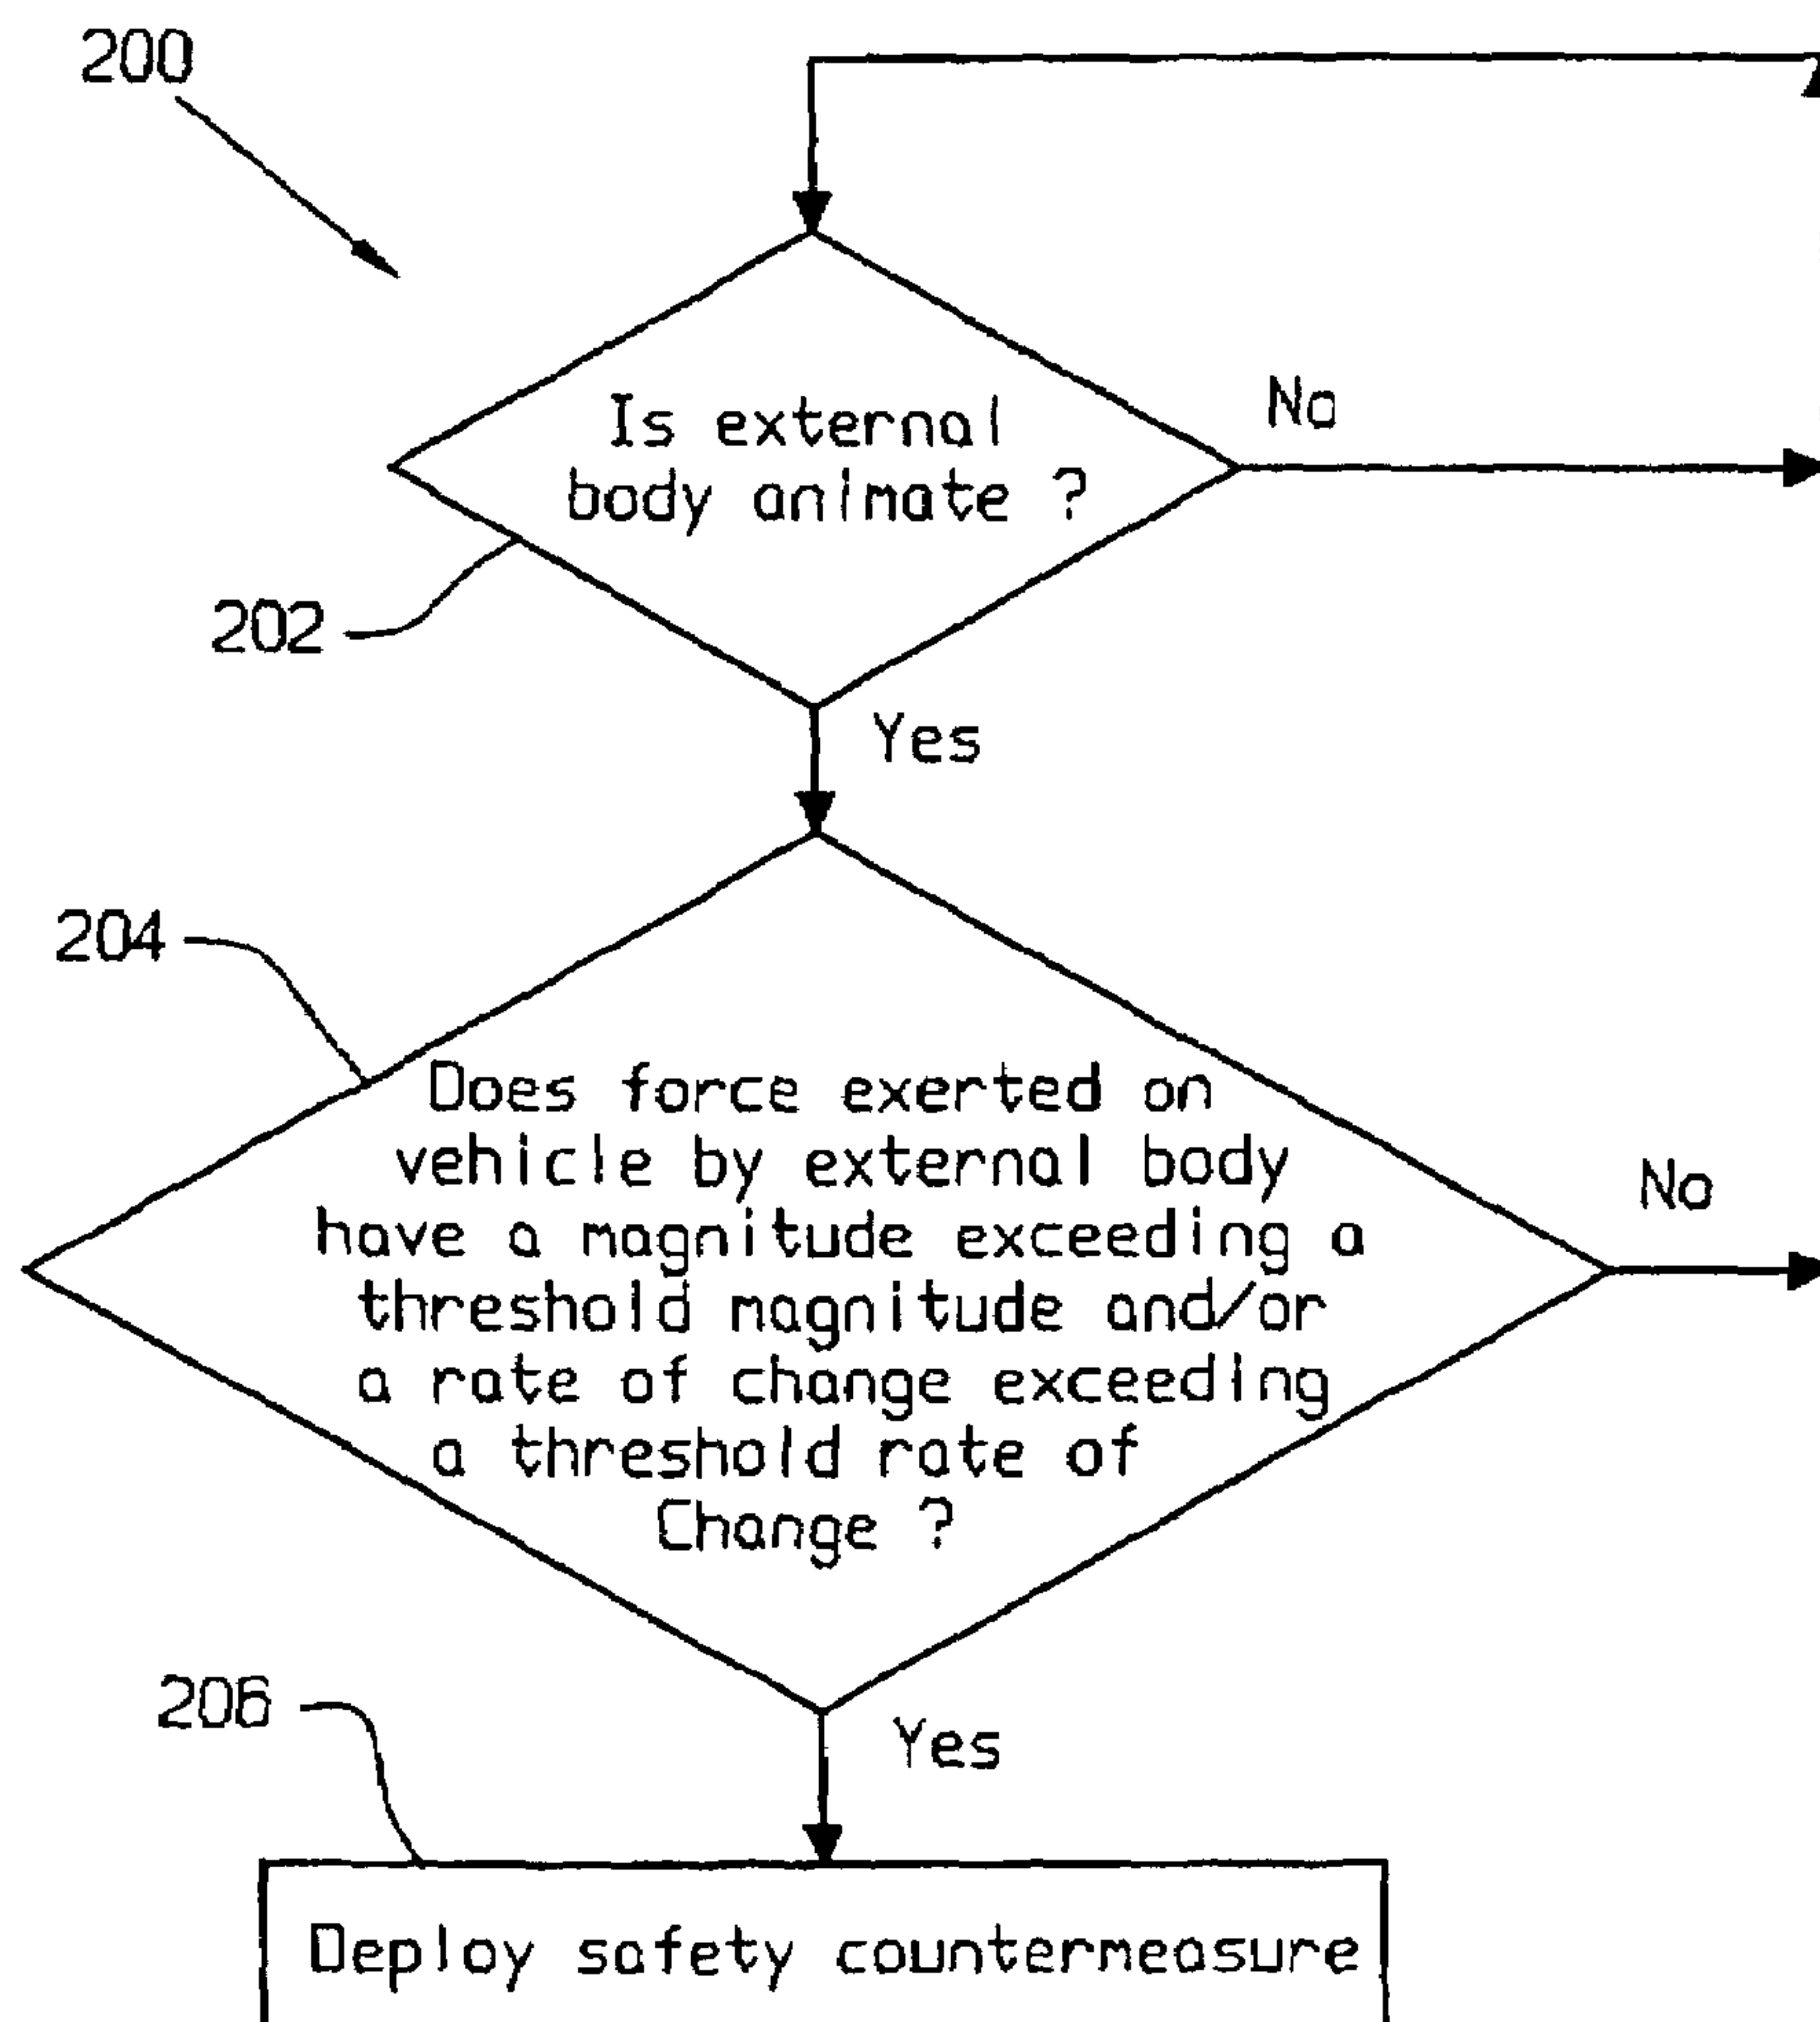 200
Is external
body animate ?
No
202
Yes
204
Does force exerted on
vehicle by external body
have a magnitude exceeding a
threshold magnitude and/or
a rate of change exceeding
a threshold rate of
Change ?
No
206
Yes
Deploy safety countermeasure